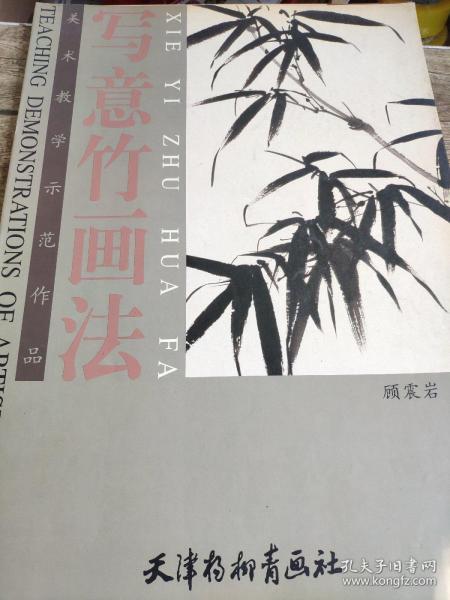 TEACHING DEMONSTRATIONS OF
美术教学示范作品
写意竹画法
XIE YI ZHU HUA FA
顾震岩
天津杨柳青画社
孔夫子旧书网
www.kongfz.com